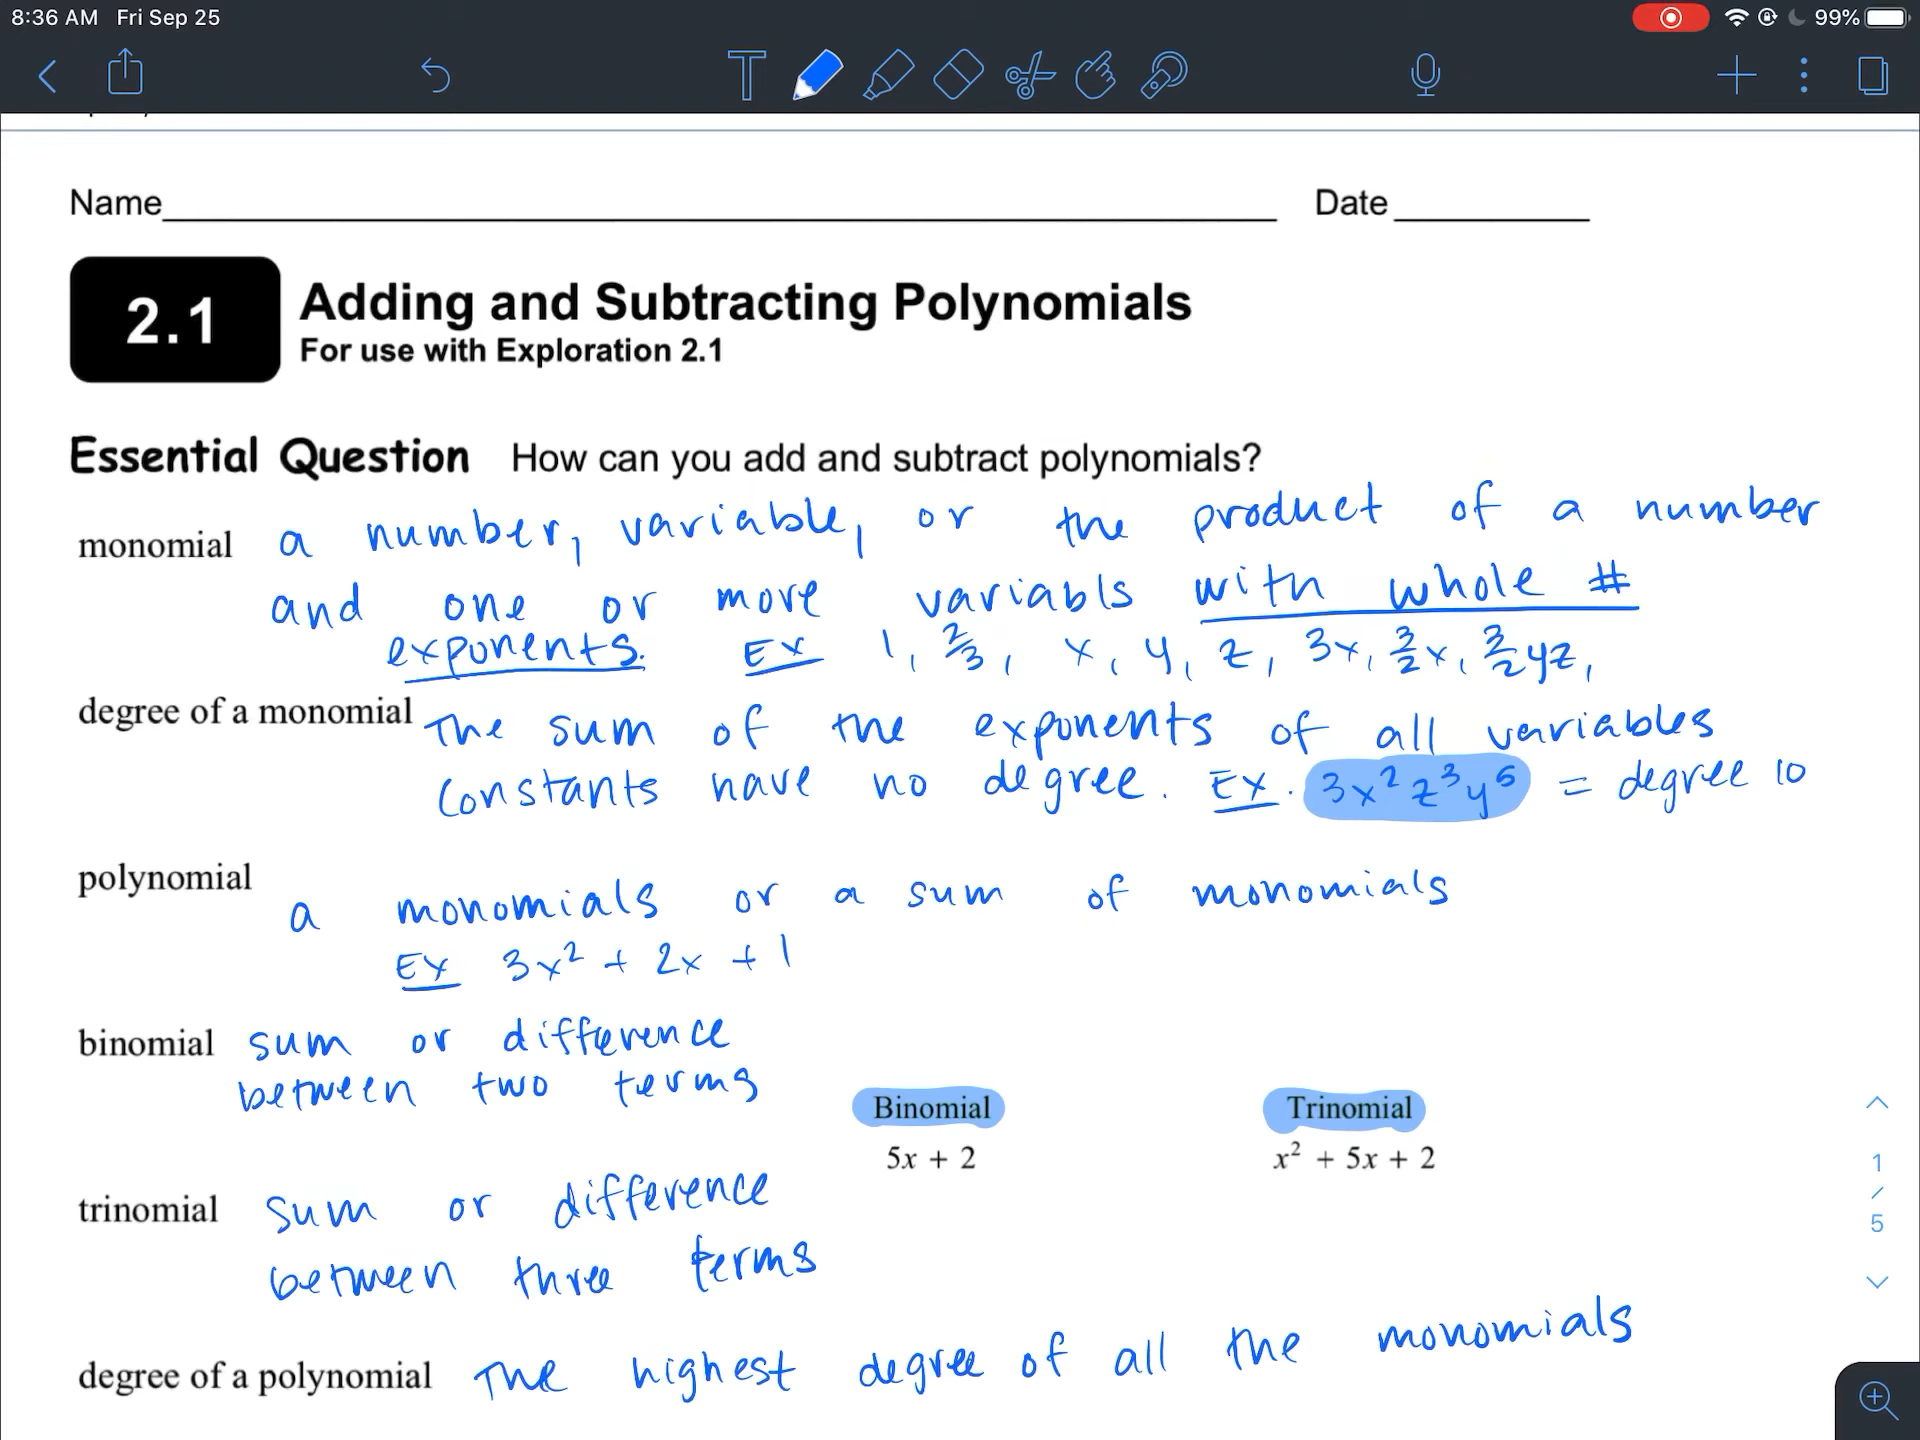 8:36 AM Fri Sep 25 99%
Name Date
2.1 Adding and Subtracting Polynomials
For use with Exploration 2.1
Essential Question How can you add and subtract polynomials?
monomial a number, variable, or the product of a number
and one or more variabls with whole #
exponents. Ex 1, 2/3, x, y, z, 3x, 3/2x, 3/2yz,
degree of a monomial The sum of the exponents of all variables
constants have no degree. Ex. 3x²z³y⁵ = degree 10
polynomial a monomials or a sum of monomials
Ex 3x² + 2x + 1
binomial sum or difference
between two terms
Binomial Trinomial
5x + 2 x² + 5x + 2
trinomial sum or difference
between three terms
degree of a polynomial The highest degree of all the monomials
1
/
5